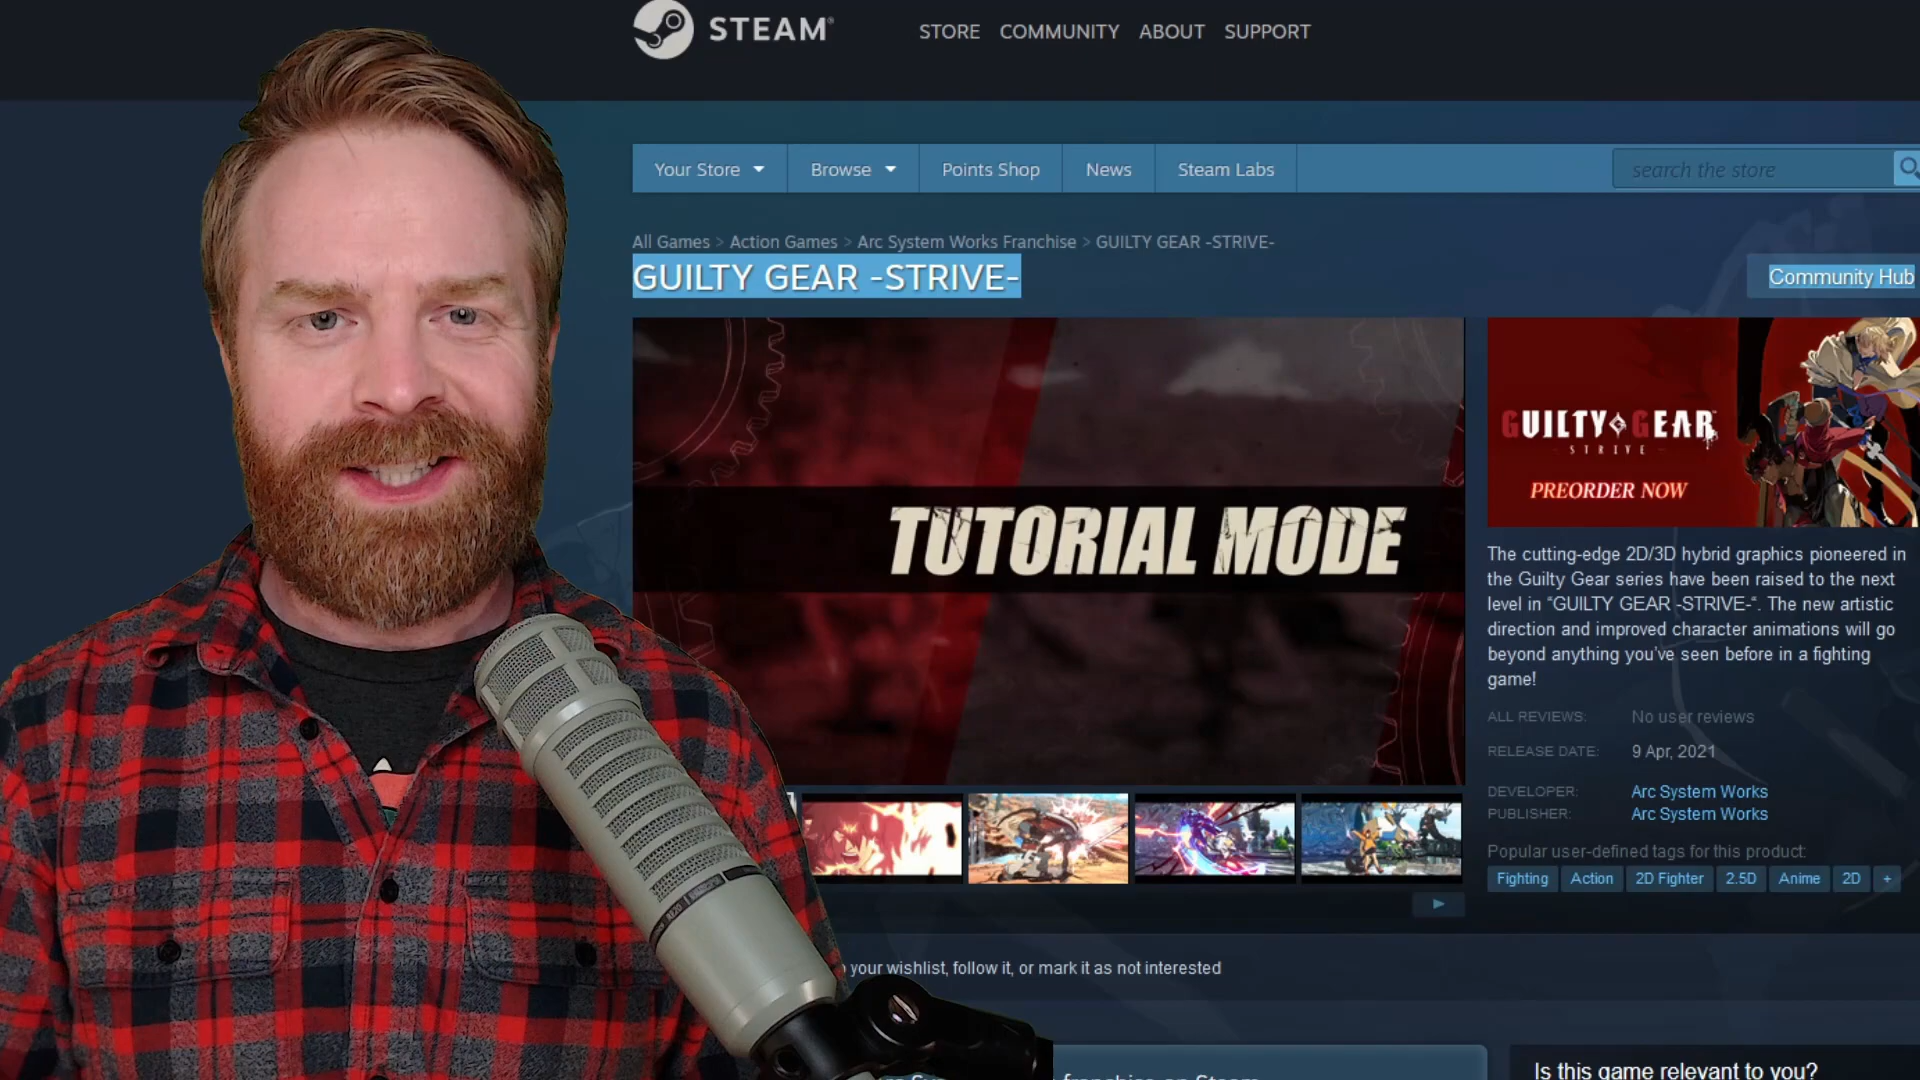 STEAM®
STORE COMMUNITY ABOUT SUPPORT
Your Store Browse Points Shop News Steam Labs search the store
All Games > Action Games > Arc System Works Franchise > GUILTY GEAR -STRIVE-
GUILTY GEAR -STRIVE-
Community Hub
TUTORIAL MODE
GUILTY GEAR
- STRIVE -
PREORDER NOW
The cutting-edge 2D/3D hybrid graphics pioneered in
the Guilty Gear series have been raised to the next
level in “GUILTY GEAR -STRIVE-“. The new artistic
direction and improved character animations will go
beyond anything you've seen before in a fighting
game!
ALL REVIEWS: No user reviews
RELEASE DATE: 9 Apr, 2021
DEVELOPER: Arc System Works
PUBLISHER: Arc System Works
Popular user-defined tags for this product:
Fighting Action 2D Fighter 2.5D Anime 2D +
your wishlist, follow it, or mark it as not interested
franchise on Steam
Is this game relevant to you?
RE20